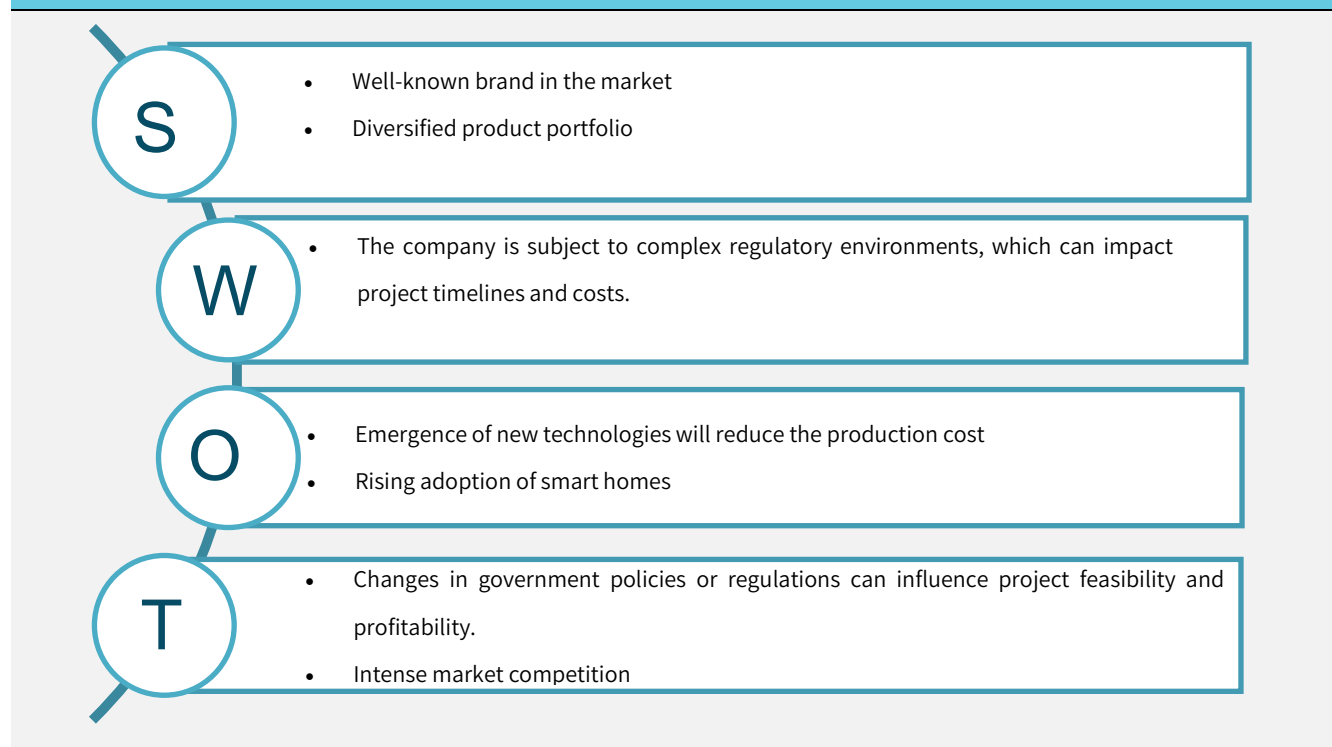 S
• Well-known brand in the market
• Diversified product portfolio
W
• The company is subject to complex regulatory environments, which can impact
project timelines and costs.
O
• Emergence of new technologies will reduce the production cost
• Rising adoption of smart homes
T
• Changes in government policies or regulations can influence project feasibility and
profitability.
• Intense market competition